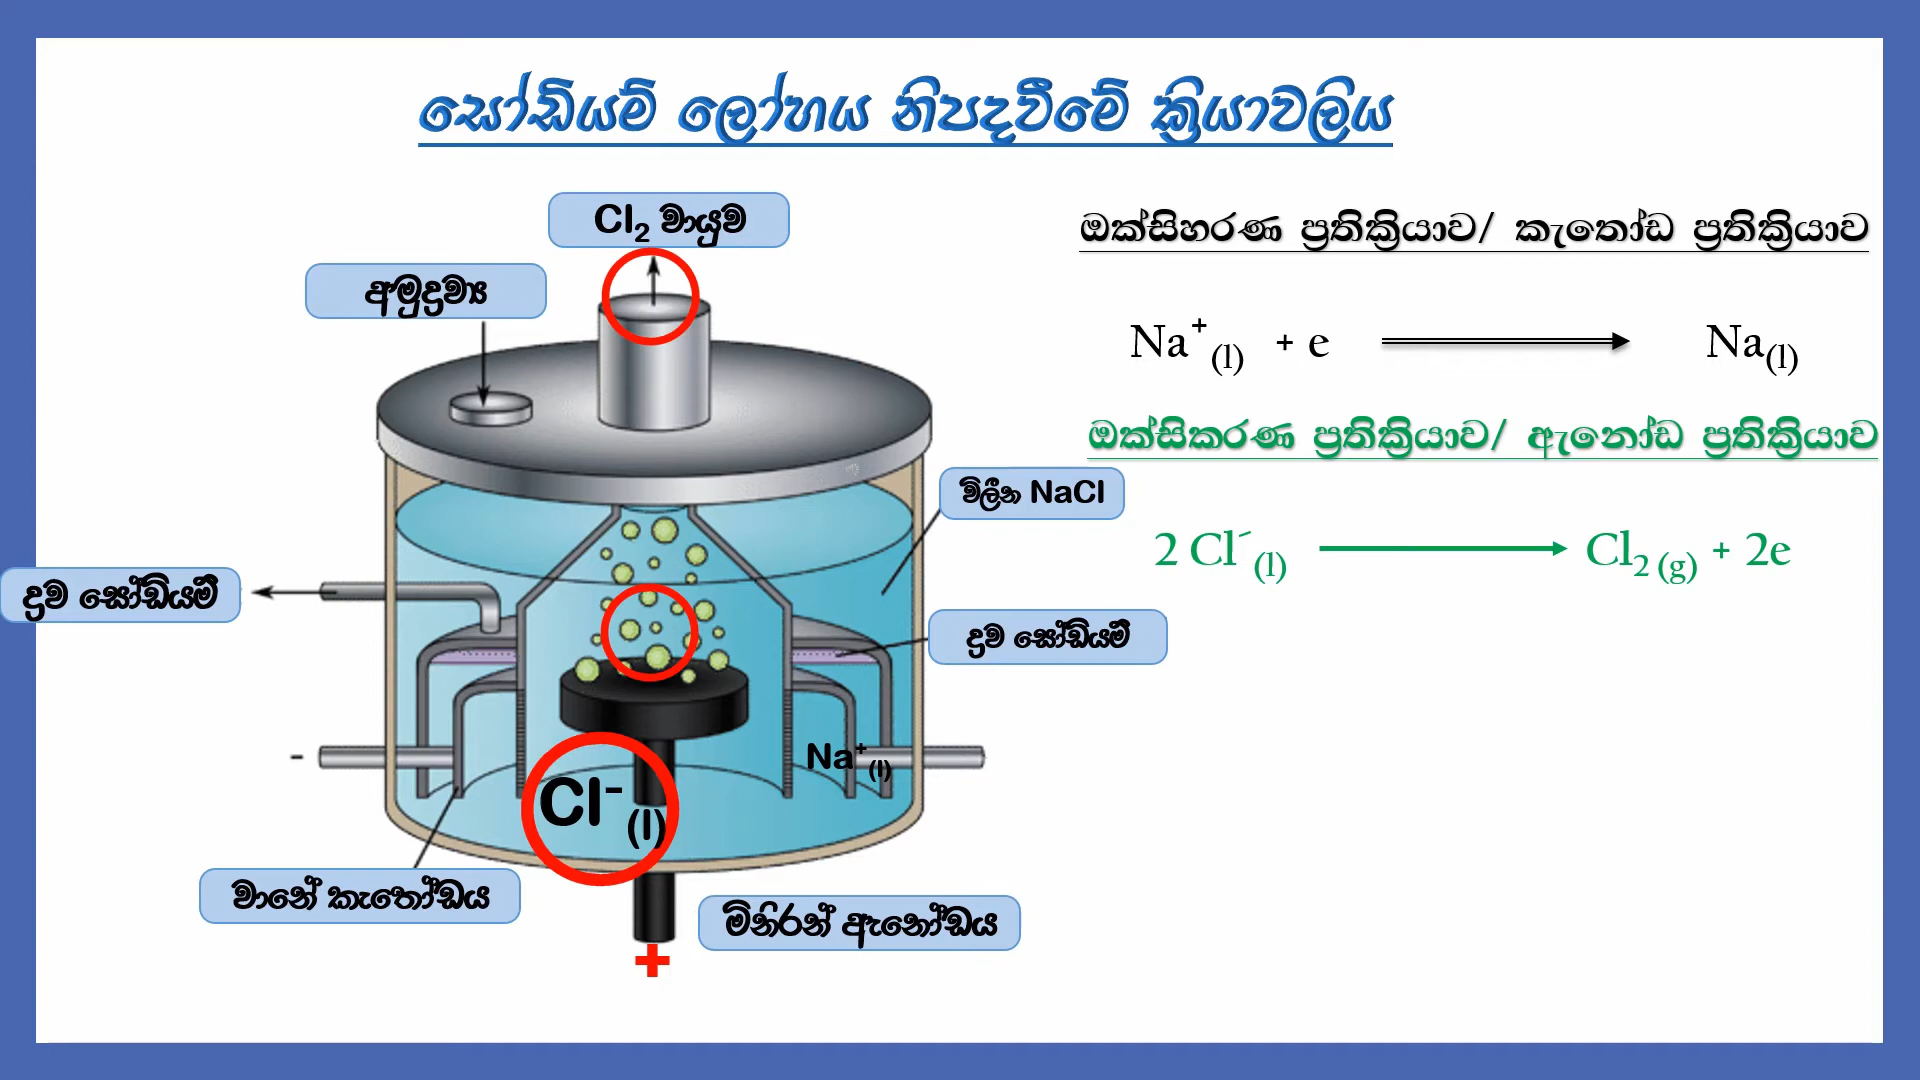 සෝඩියම් ලෝහය නිපදවීමේ ක්‍රියාවලිය
Cl₂ වායුව
අමුද්‍රව්‍ය
විලීන NaCl
ද්‍රව සෝඩියම්
ද්‍රව සෝඩියම්
-
Na⁺(l)
Cl⁻(l)
වානේ කැතෝඩය
මිනිරන් ඇනෝඩය
+
ඔක්සිහරණ ප්‍රතික්‍රියාව/ කැතෝඩ ප්‍රතික්‍රියාව
Na⁺(l) + e ⟶ Na(l)
ඔක්සිකරණ ප්‍රතික්‍රියාව/ ඇනෝඩ ප්‍රතික්‍රියාව
2 Cl⁻(l) ⟶ Cl₂ (g) + 2e